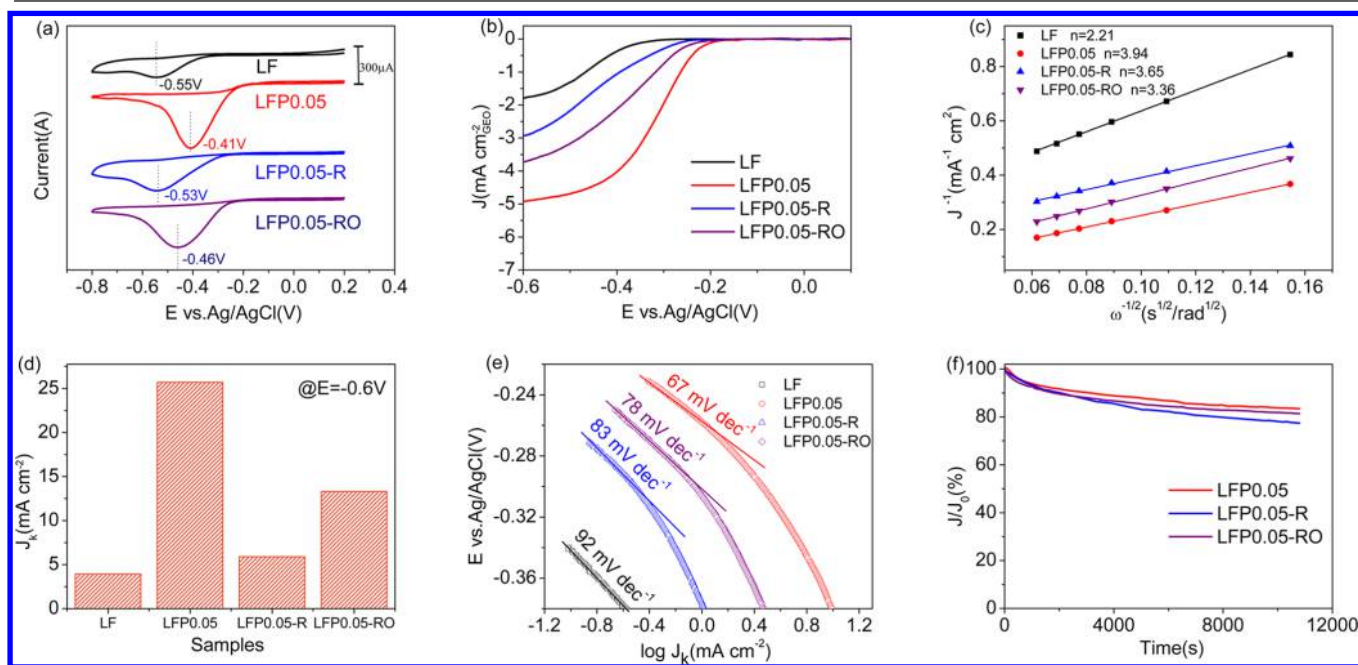 (a)
LF
300μA
-0.55V
LFP0.05
-0.41V
LFP0.05-R
-0.53V
LFP0.05-RO
-0.46V
Current(A)
-0.8 -0.6 -0.4 -0.2 0.0 0.2 0.4
E vs.Ag/AgCl(V)
(b)
0
-1
-2
-3
-4
-5
-6
-7
J(mA cm⁻²GEO)
LF
LFP0.05
LFP0.05-R
LFP0.05-RO
-0.6 -0.4 -0.2 0.0
E vs.Ag/AgCl(V)
(c)
LF n=2.21
LFP0.05 n=3.94
LFP0.05-R n=3.65
LFP0.05-RO n=3.36
0.8
0.6
0.4
0.2
J⁻¹(mA⁻¹ cm²)
0.06 0.08 0.10 0.12 0.14 0.16
ω⁻¹/²(s¹/²/rad¹/²)
(d)
@E=-0.6V
25
20
15
10
5
0
Jk(mA cm⁻²)
LF LFP0.05 LFP0.05-R LFP0.05-RO
Samples
(e)
67 mV dec⁻¹
78 mV dec⁻¹
83 mV dec⁻¹
92 mV dec⁻¹
LF
LFP0.05
LFP0.05-R
LFP0.05-RO
-0.24
-0.28
-0.32
-0.36
E vs.Ag/AgCl(V)
-1.2 -0.6 0.0 0.6 1.2
log Jk(mA cm⁻²)
(f)
100
80
60
40
20
0
J/J₀(%)
LFP0.05
LFP0.05-R
LFP0.05-RO
0 4000 8000 12000
Time(s)